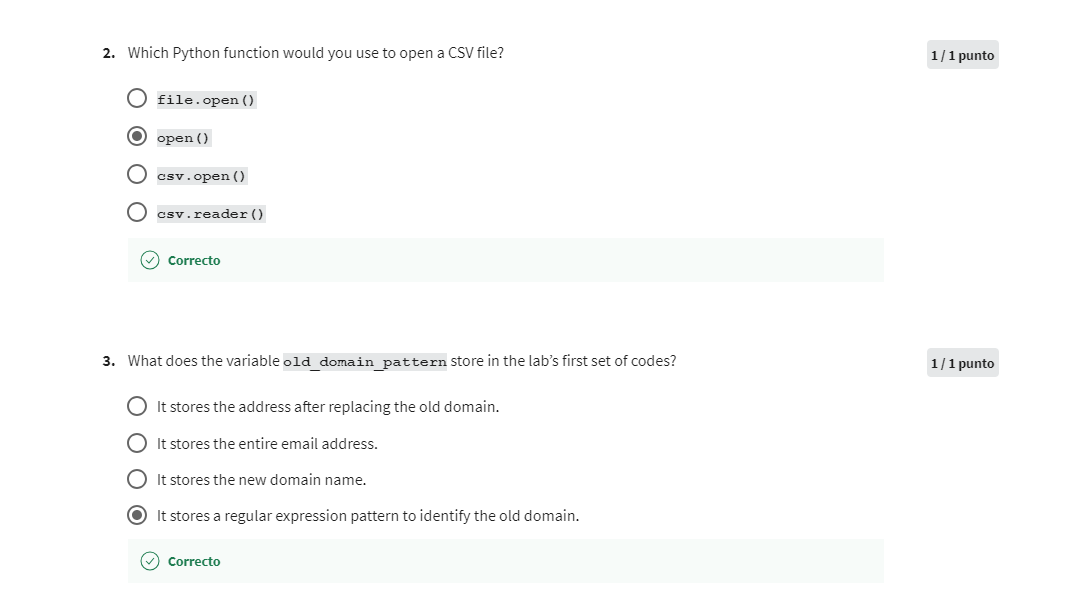 2. Which Python function would you use to open a CSV file?
1 / 1 punto
file.open()
open()
csv.open()
csv.reader()
Correcto
3. What does the variable old_domain_pattern store in the lab’s first set of codes?
1 / 1 punto
It stores the address after replacing the old domain.
It stores the entire email address.
It stores the new domain name.
It stores a regular expression pattern to identify the old domain.
Correcto